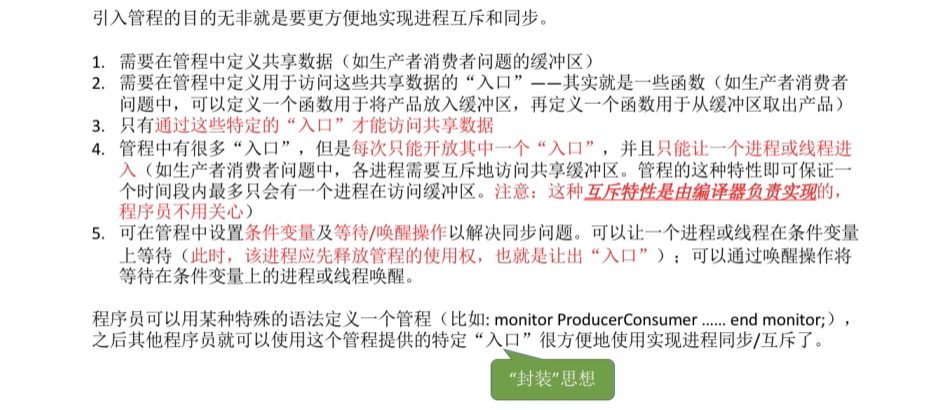 引入管程的目的无非就是要更方便地实现进程互斥和同步。
1. 需要在管程中定义共享数据（如生产者消费者问题的缓冲区）
2. 需要在管程中定义用于访问这些共享数据的“入口”——其实就是一些函数（如生产者消费者
问题中，可以定义一个函数用于将产品放入缓冲区，再定义一个函数用于从缓冲区取出产品）
3. 只有通过这些特定的“入口”才能访问共享数据
4. 管程中有很多“入口”，但是每次只能开放其中一个“入口”，并且只能让一个进程或线程进
入（如生产者消费者问题中，各进程需要互斥地访问共享缓冲区。管程的这种特性即可保证一
个时间段内最多只会有一个进程在访问缓冲区。注意：这种互斥特性是由编译器负责实现的，
程序员不用关心）
5. 可在管程中设置条件变量及等待/唤醒操作以解决同步问题。可以让一个进程或线程在条件变量
上等待（此时，该进程应先释放管程的使用权，也就是让出“入口”）；可以通过唤醒操作将
等待在条件变量上的进程或线程唤醒。
程序员可以用某种特殊的语法定义一个管程（比如: monitor ProducerConsumer …… end monitor;），
之后其他程序员就可以使用这个管程提供的特定“入口”很方便地使用实现进程同步/互斥了。
“封装”思想